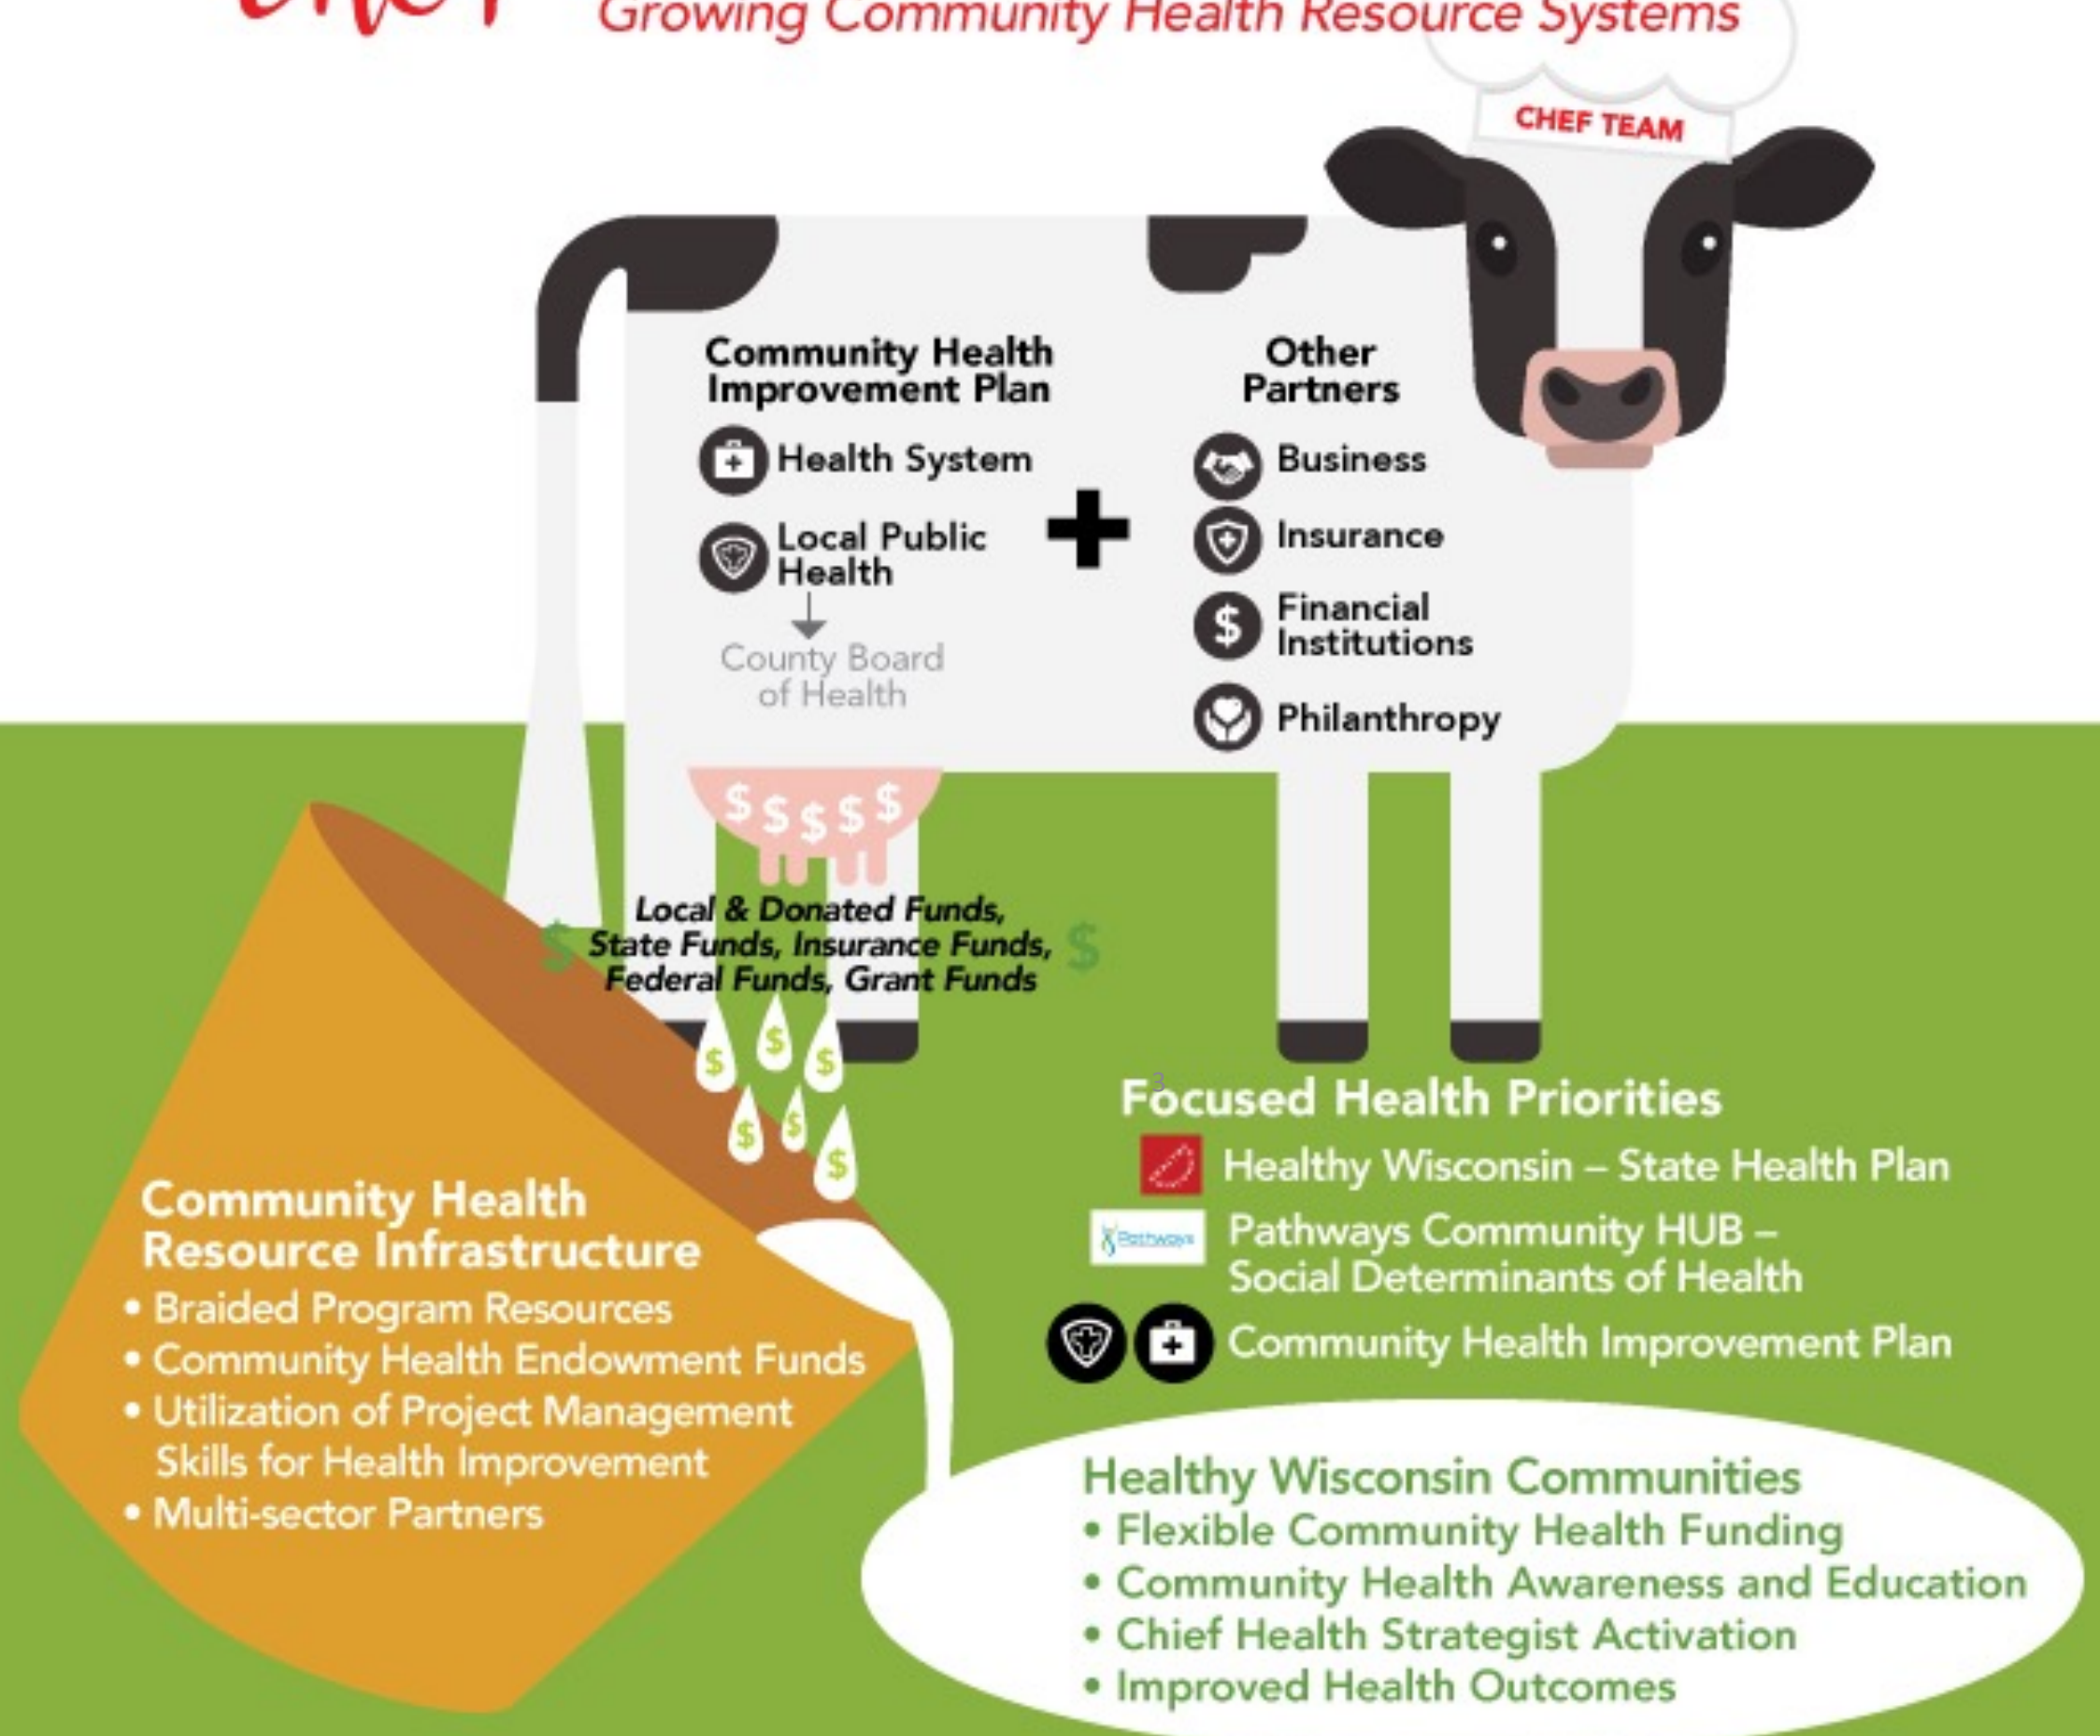 CHEF
Growing Community Health Resource Systems
CHEF TEAM
Community Health
Improvement Plan
Health System
Local Public
Health
County Board
of Health
+
Other
Partners
Business
Insurance
$
Financial
Institutions
Philanthropy
$ $ $ $ $
Local & Donated Funds,
$ State Funds, Insurance Funds, $
Federal Funds, Grant Funds
$ $ $
$ $ $
Community Health
Resource Infrastructure
• Braided Program Resources
• Community Health Endowment Funds
• Utilization of Project Management
Skills for Health Improvement
• Multi-sector Partners
3
Focused Health Priorities
Healthy Wisconsin – State Health Plan
Pathways
Pathways Community HUB –
Social Determinants of Health
Community Health Improvement Plan
Healthy Wisconsin Communities
• Flexible Community Health Funding
• Community Health Awareness and Education
• Chief Health Strategist Activation
• Improved Health Outcomes